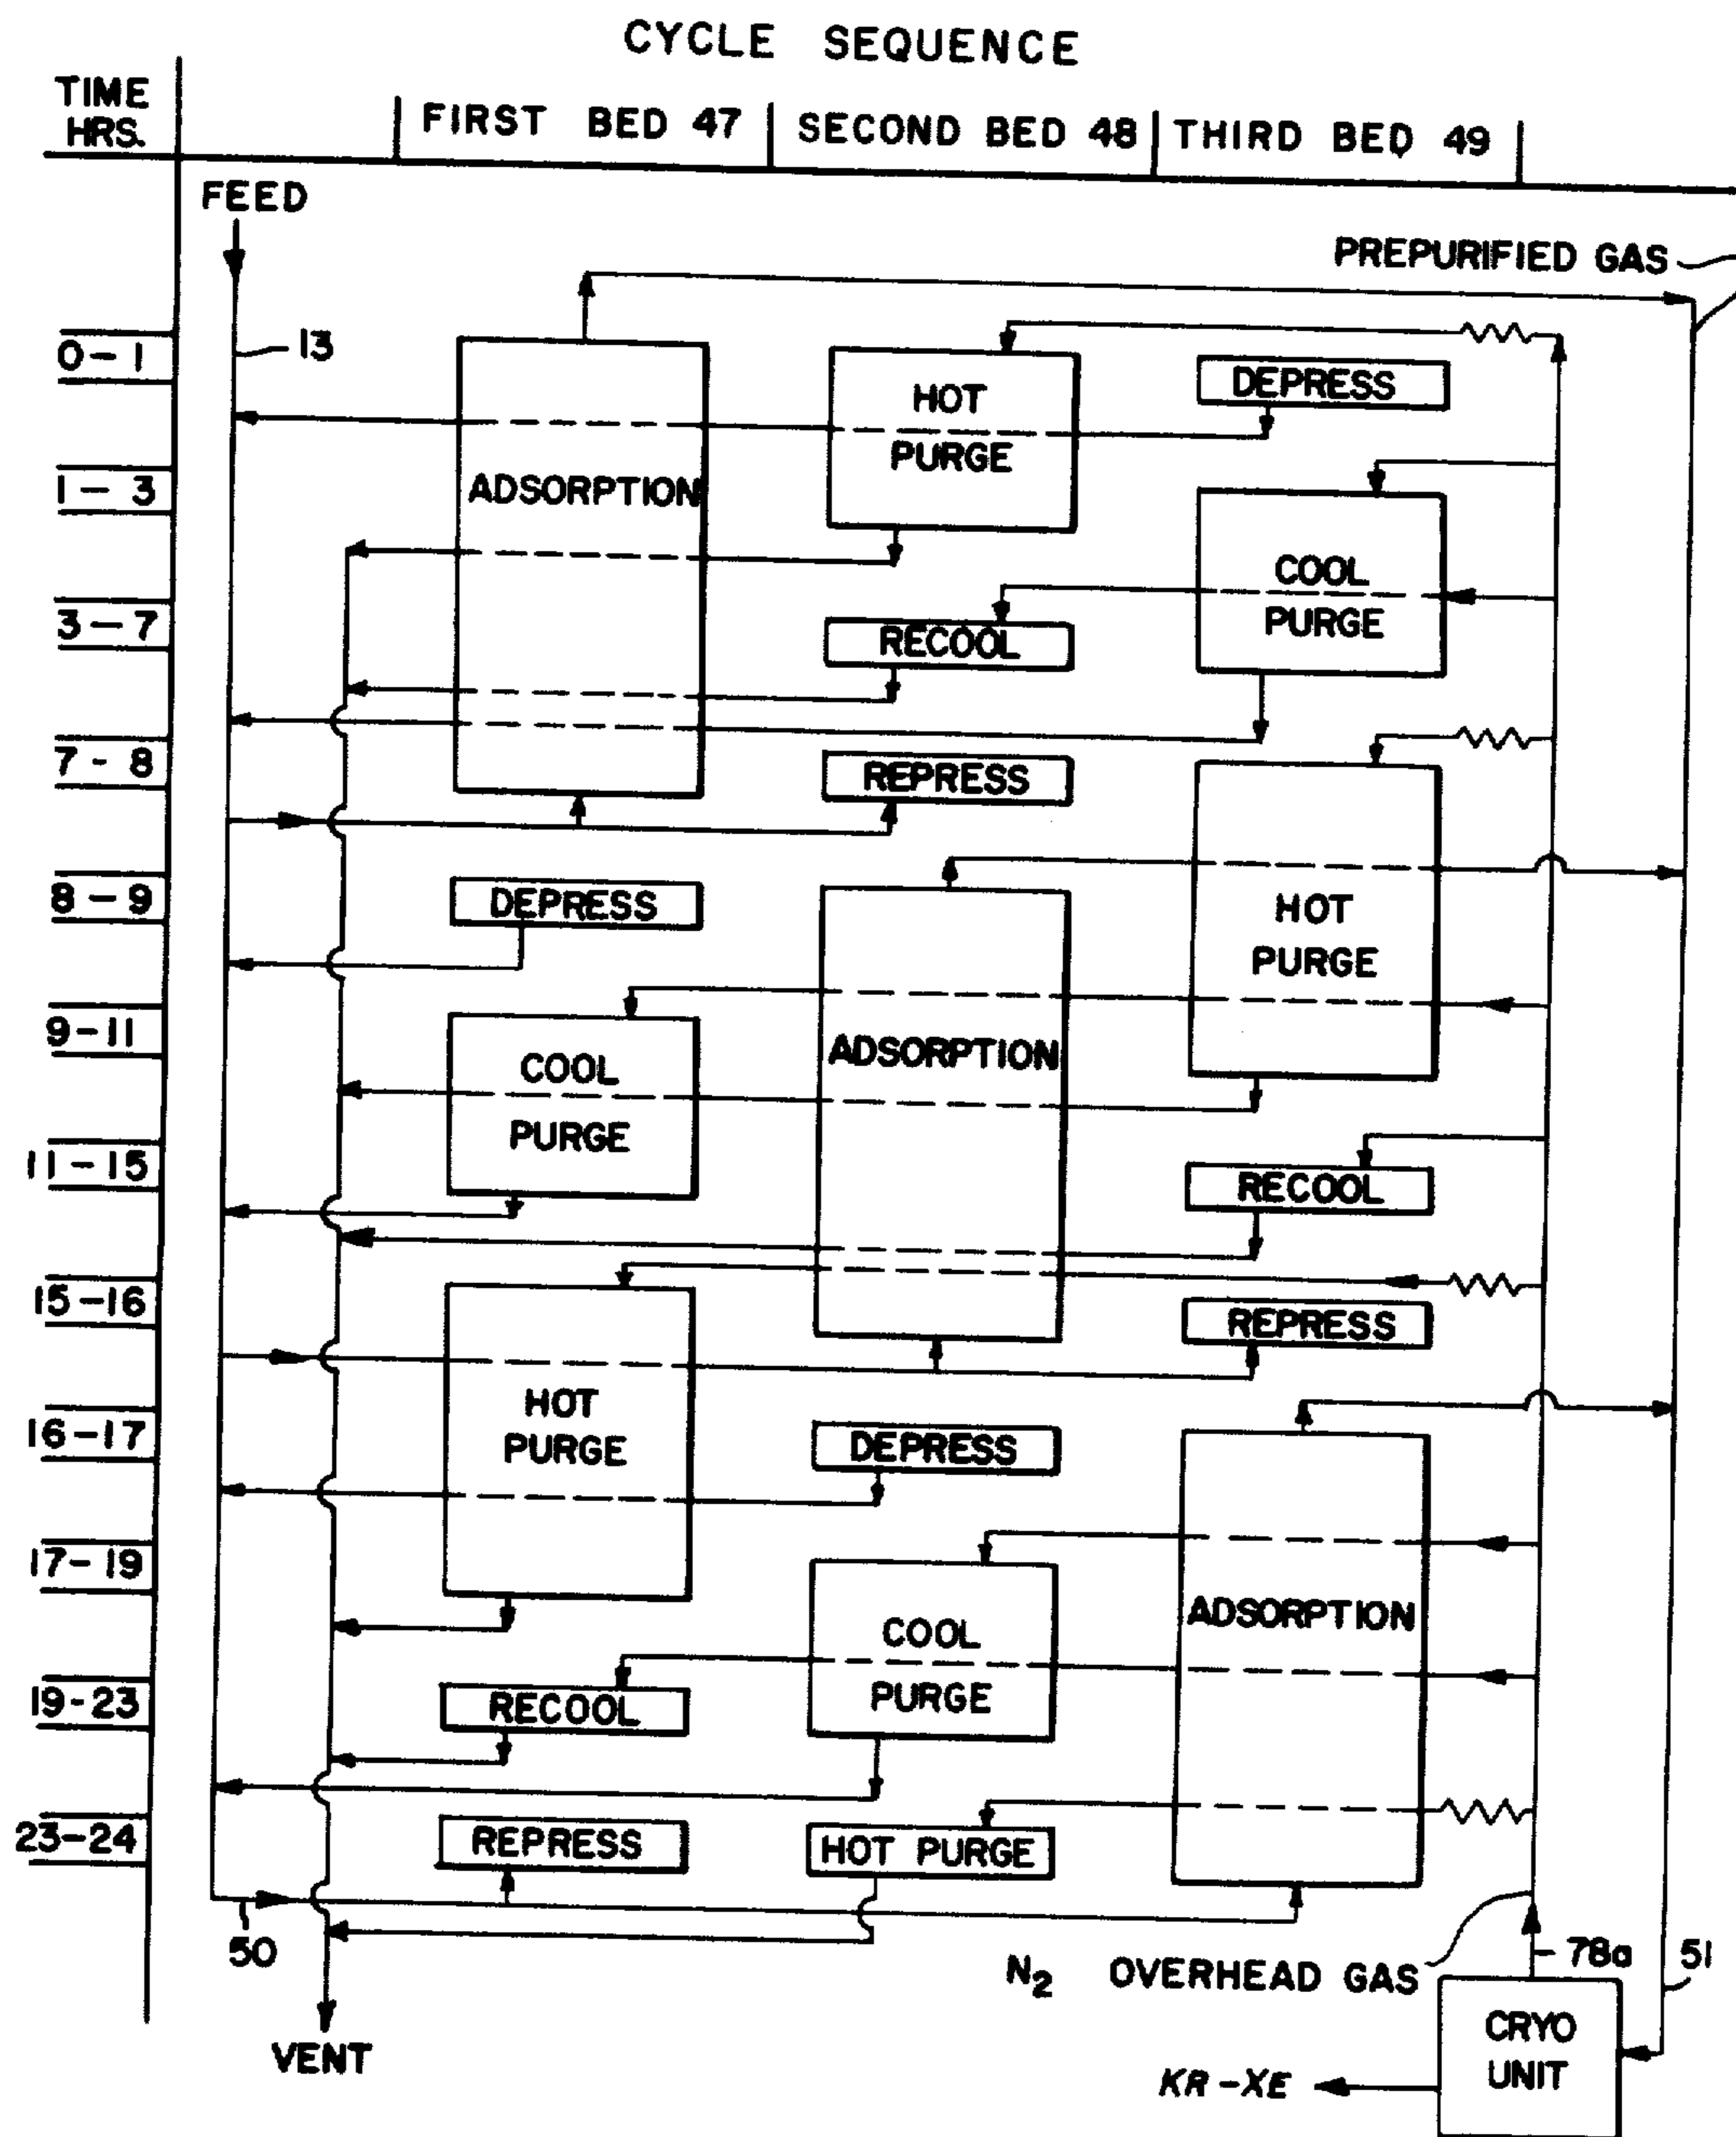 CYCLE SEQUENCE
TIME
HRS.
FIRST BED 47
SECOND BED 48
THIRD BED 49
FEED
PREPURIFIED GAS
13
0-1
HOT
PURGE
DEPRESS
1-3
ADSORPTION
COOL
PURGE
3-7
RECOOL
7-8
REPRESS
8-9
DEPRESS
HOT
PURGE
9-11
COOL
PURGE
ADSORPTION
11-15
RECOOL
15-16
REPRESS
HOT
PURGE
16-17
DEPRESS
17-19
ADSORPTION
COOL
PURGE
19-23
RECOOL
23-24
REPRESS
HOT PURGE
50
N2 OVERHEAD GAS
78a
51
VENT
CRYO
UNIT
KR-XE